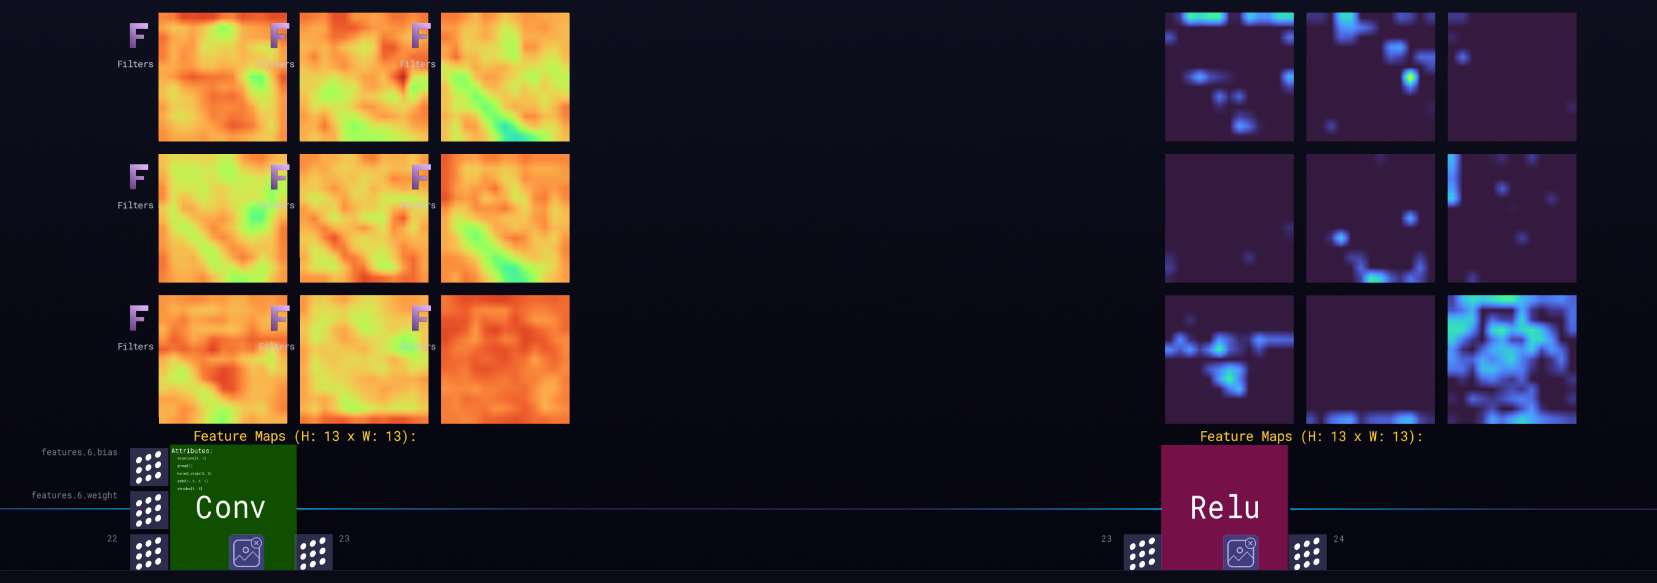 F F F
Filters Filters Filters
F F F
Filters Filters Filters
F F F
Filters Filters Filters
Feature Maps (H: 13 x W: 13):
Feature Maps (H: 13 x W: 13):
features.6.bias
Attributes:
features.6.weight
Conv
Relu
22
23
23
24